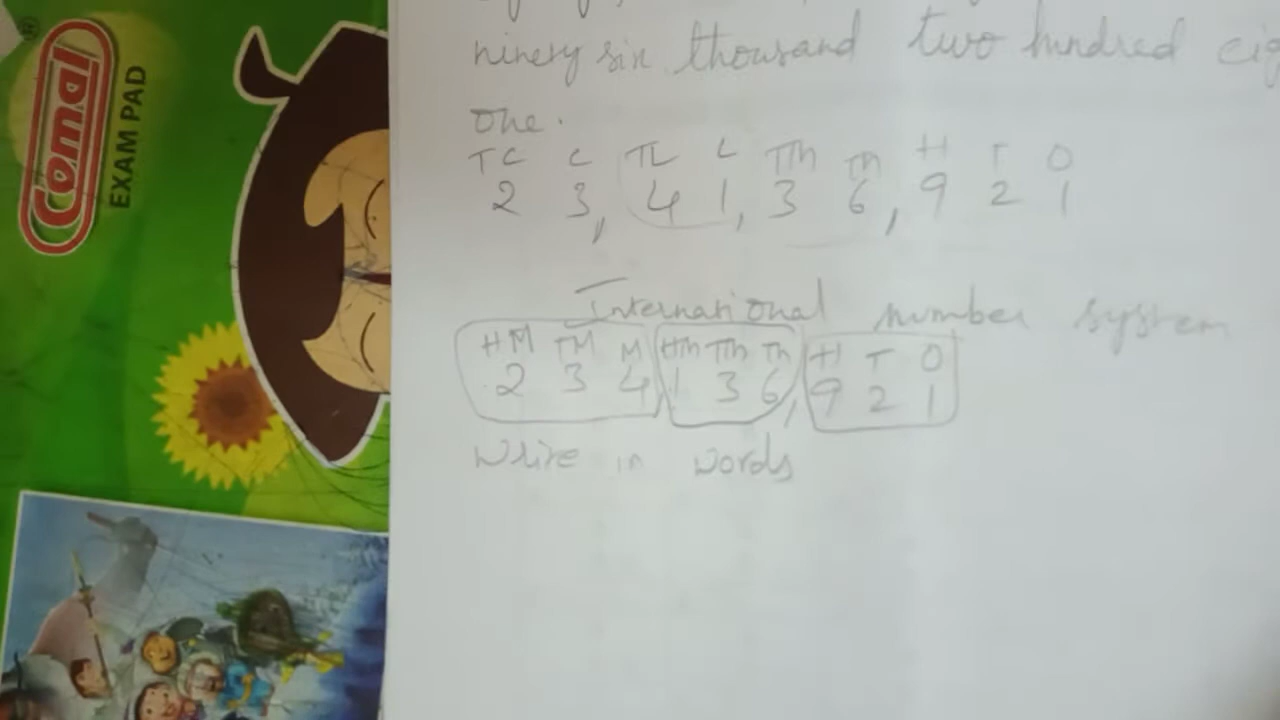 Comal
EXAM PAD
ninety six thousand two hundred eig
one.
TC C TL L TTh Th H T O
2 3, 4 1, 3 6, 9 2 1
International number system
HM TM M HTh TTh Th H T O
2 3 4, 1 3 6, 9 2 1
Write in words